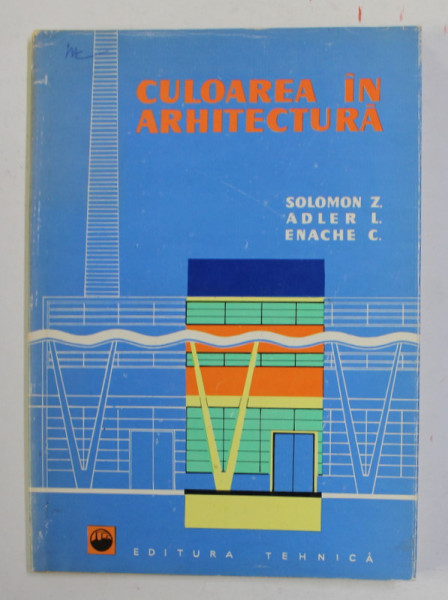 CULOAREA ÎN
ARHITECTURĂ
SOLOMON Z.
ADLER L.
ENACHE C.
EDITURA TEHNICĂ